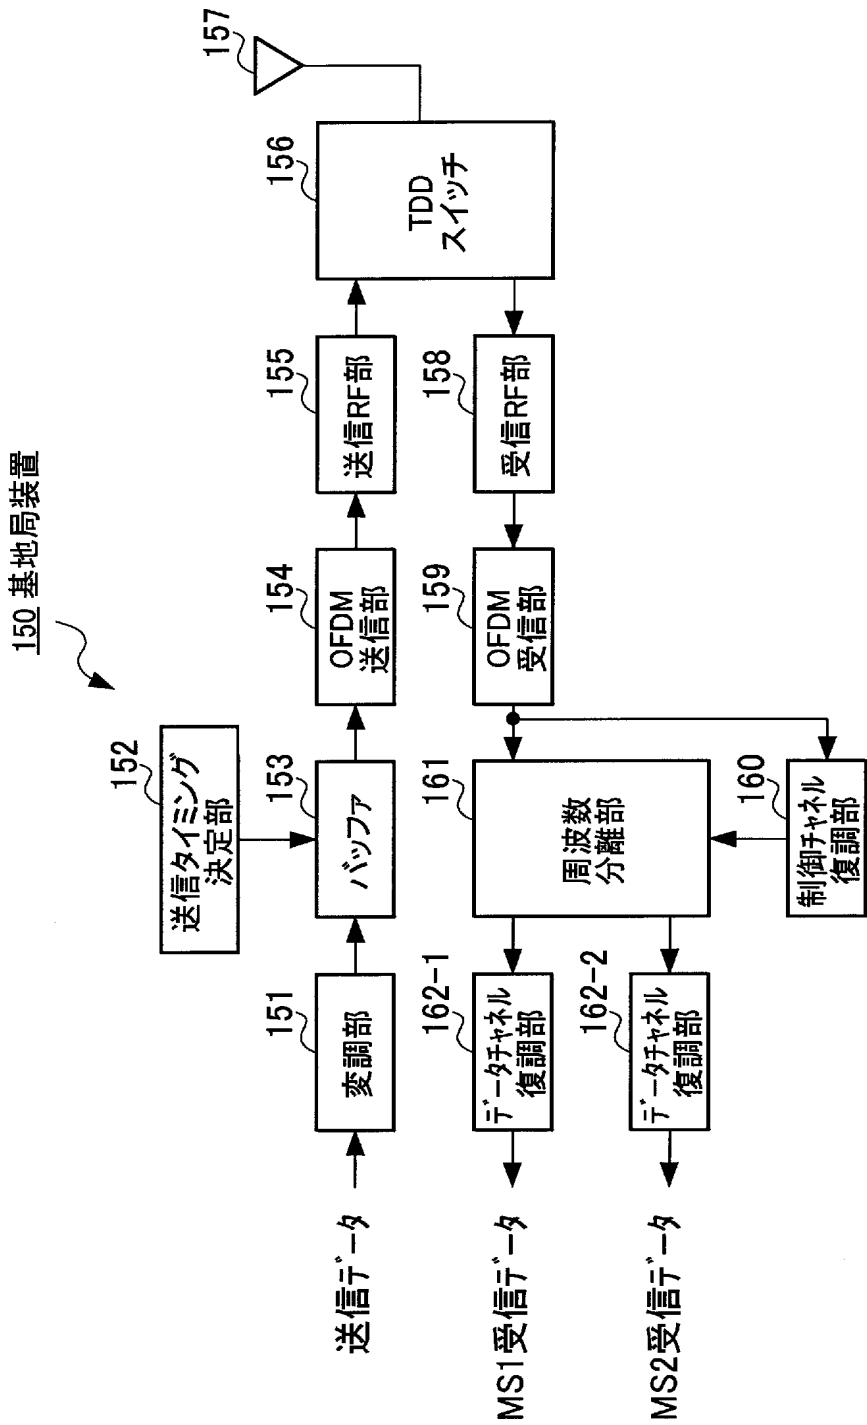 150 基地局装置
152
送信タイミング
決定部
151
変調部
153
バッファ
154
OFDM
送信部
155
送信RF部
156
TDD
スイッチ
157
送信データ
162-1
データチャネル
復調部
161
周波数
分離部
159
OFDM
受信部
158
受信RF部
MS1受信データ
162-2
データチャネル
復調部
MS2受信データ
160
制御チャネル
復調部